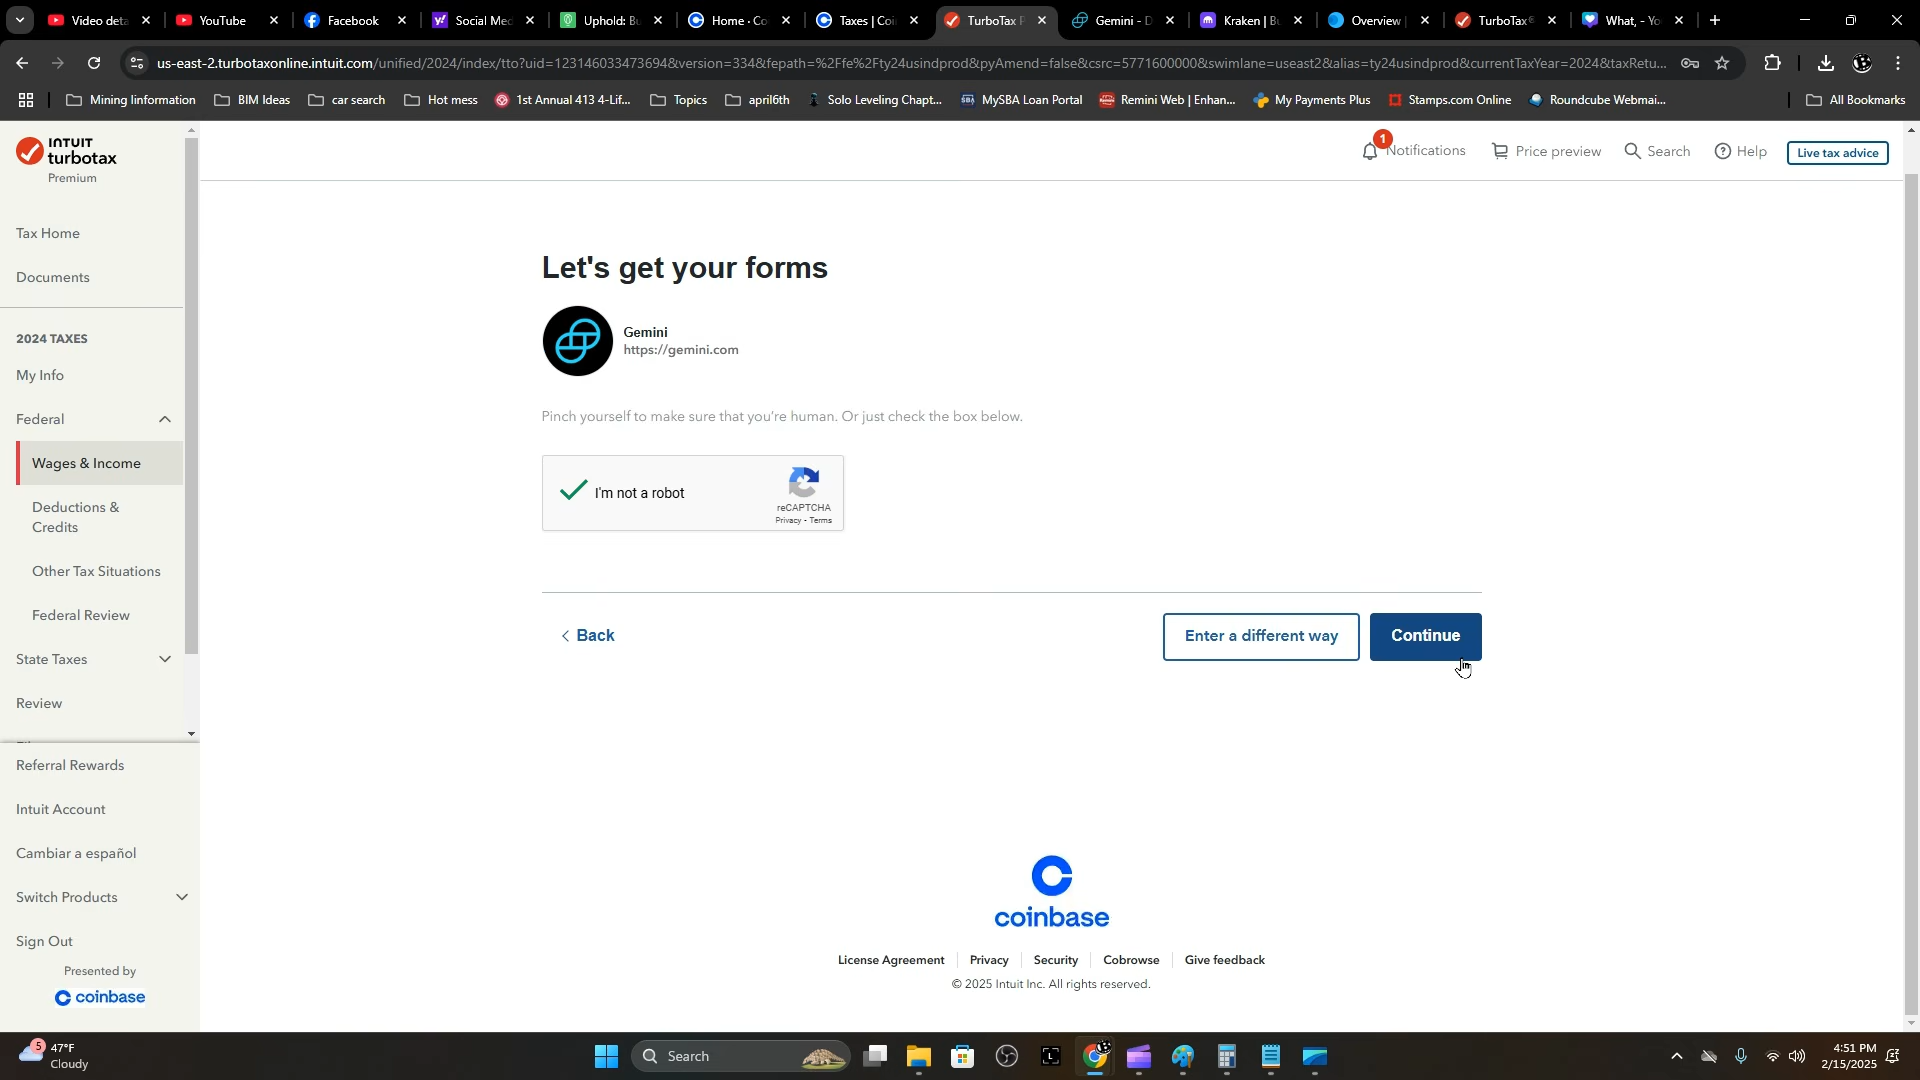 Video deta
YouTube
Facebook
Social Med
Uphold: Bu
Home · Co
Taxes | Coi
TurboTax P
Gemini - D
Kraken | Bu
Overview |
TurboTax®
What, - Yo
us-east-2.turbotaxonline.intuit.com/unified/2024/index/tto?uid=123146033473694&version=334&fepath=%2Ffe%2Fty24usindprod&pyAmend=false&csrc=57716000000&swimlane=useast2&alias=ty24usindprod&currentTaxYear=2024&taxRetu...
Mining Iinformation
BIM Ideas
car search
Hot mess
1st Annual 413 4-Lif...
Topics
april6th
Solo Leveling Chapt...
SBA MySBA Loan Portal
Remini Web | Enhan...
My Payments Plus
Stamps.com Online
Roundcube Webmai...
All Bookmarks
INTUIT
turbotax
Premium
1
Notifications
Price preview
Search
Help
Live tax advice
Tax Home
Documents
2024 TAXES
My Info
Federal
Wages & Income
Deductions &
Credits
Other Tax Situations
Federal Review
State Taxes
Review
Referral Rewards
Intuit Account
Cambiar a español
Switch Products
Sign Out
Presented by
coinbase
Let's get your forms
Gemini
https://gemini.com
Pinch yourself to make sure that you're human. Or just check the box below.
I'm not a robot
reCAPTCHA
Privacy - Terms
Back
Enter a different way
Continue
coinbase
License Agreement
Privacy
Security
Cobrowse
Give feedback
© 2025 Intuit Inc. All rights reserved.
5
47°F
Cloudy
Search
4:51 PM
2/15/2025